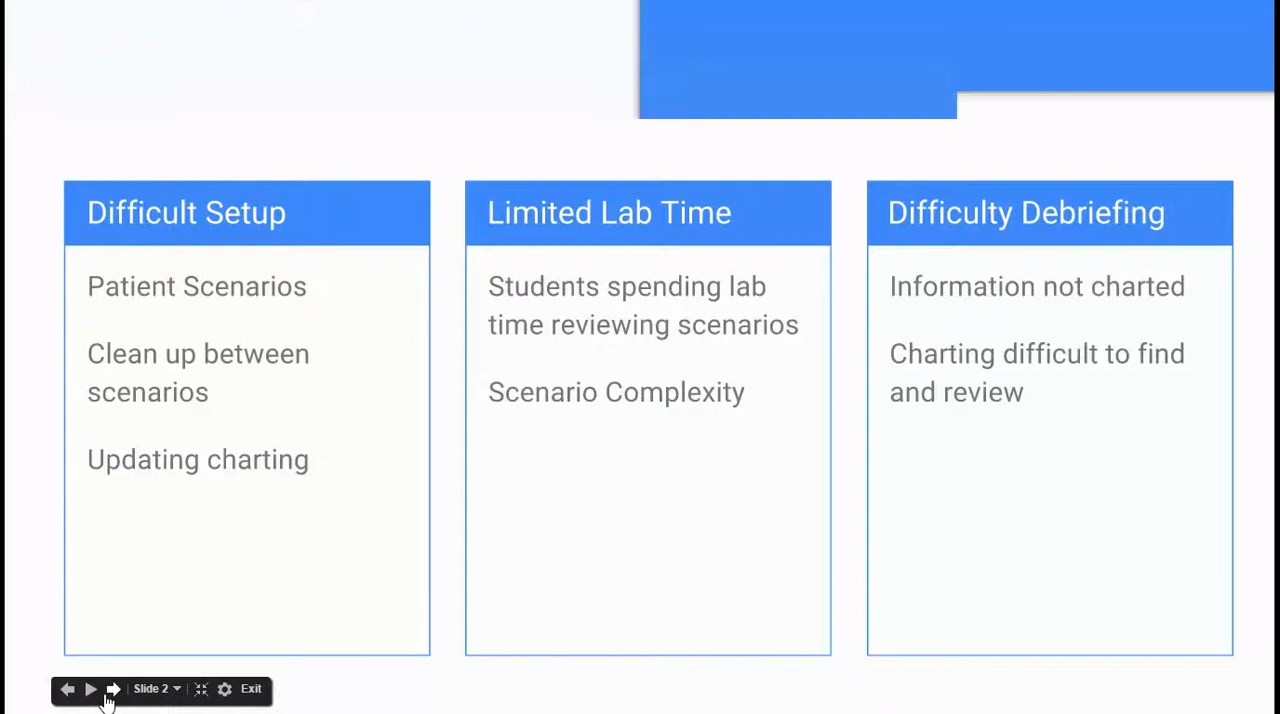 Difficult Setup
Patient Scenarios
Clean up between
scenarios
Updating charting
Limited Lab Time
Students spending lab
time reviewing scenarios
Scenario Complexity
Difficulty Debriefing
Information not charted
Charting difficult to find
and review
Slide 2
Exit